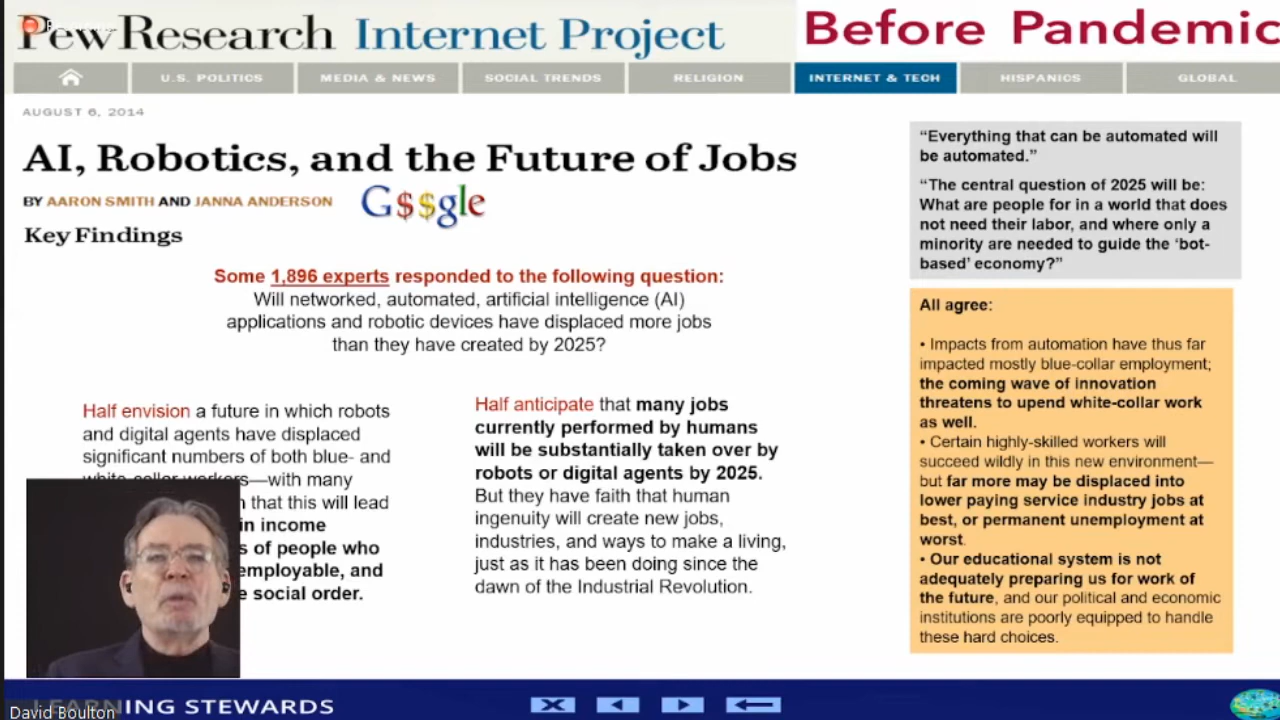 PewResearch Internet Project
Before Pandemic
U.S. POLITICS
MEDIA & NEWS
SOCIAL TRENDS
RELIGION
INTERNET & TECH
HISPANICS
GLOBAL
AUGUST 6, 2014
AI, Robotics, and the Future of Jobs
BY AARON SMITH AND JANNA ANDERSON
G$$gle
Key Findings
Some 1,896 experts responded to the following question:
Will networked, automated, artificial intelligence (AI)
applications and robotic devices have displaced more jobs
than they have created by 2025?
Half envision a future in which robots
and digital agents have displaced
significant numbers of both blue- and
white-collar workers—with many
that this will lead
in income
s of people who
employable, and
e social order.
Half anticipate that many jobs
currently performed by humans
will be substantially taken over by
robots or digital agents by 2025.
But they have faith that human
ingenuity will create new jobs,
industries, and ways to make a living,
just as it has been doing since the
dawn of the Industrial Revolution.
“Everything that can be automated will
be automated.”
“The central question of 2025 will be:
What are people for in a world that does
not need their labor, and where only a
minority are needed to guide the ‘bot-
based’ economy?”
All agree:
• Impacts from automation have thus far
impacted mostly blue-collar employment;
the coming wave of innovation
threatens to upend white-collar work
as well.
• Certain highly-skilled workers will
succeed wildly in this new environment—
but far more may be displaced into
lower paying service industry jobs at
best, or permanent unemployment at
worst.
• Our educational system is not
adequately preparing us for work of
the future, and our political and economic
institutions are poorly equipped to handle
these hard choices.
LEARNING STEWARDS
David Boulton